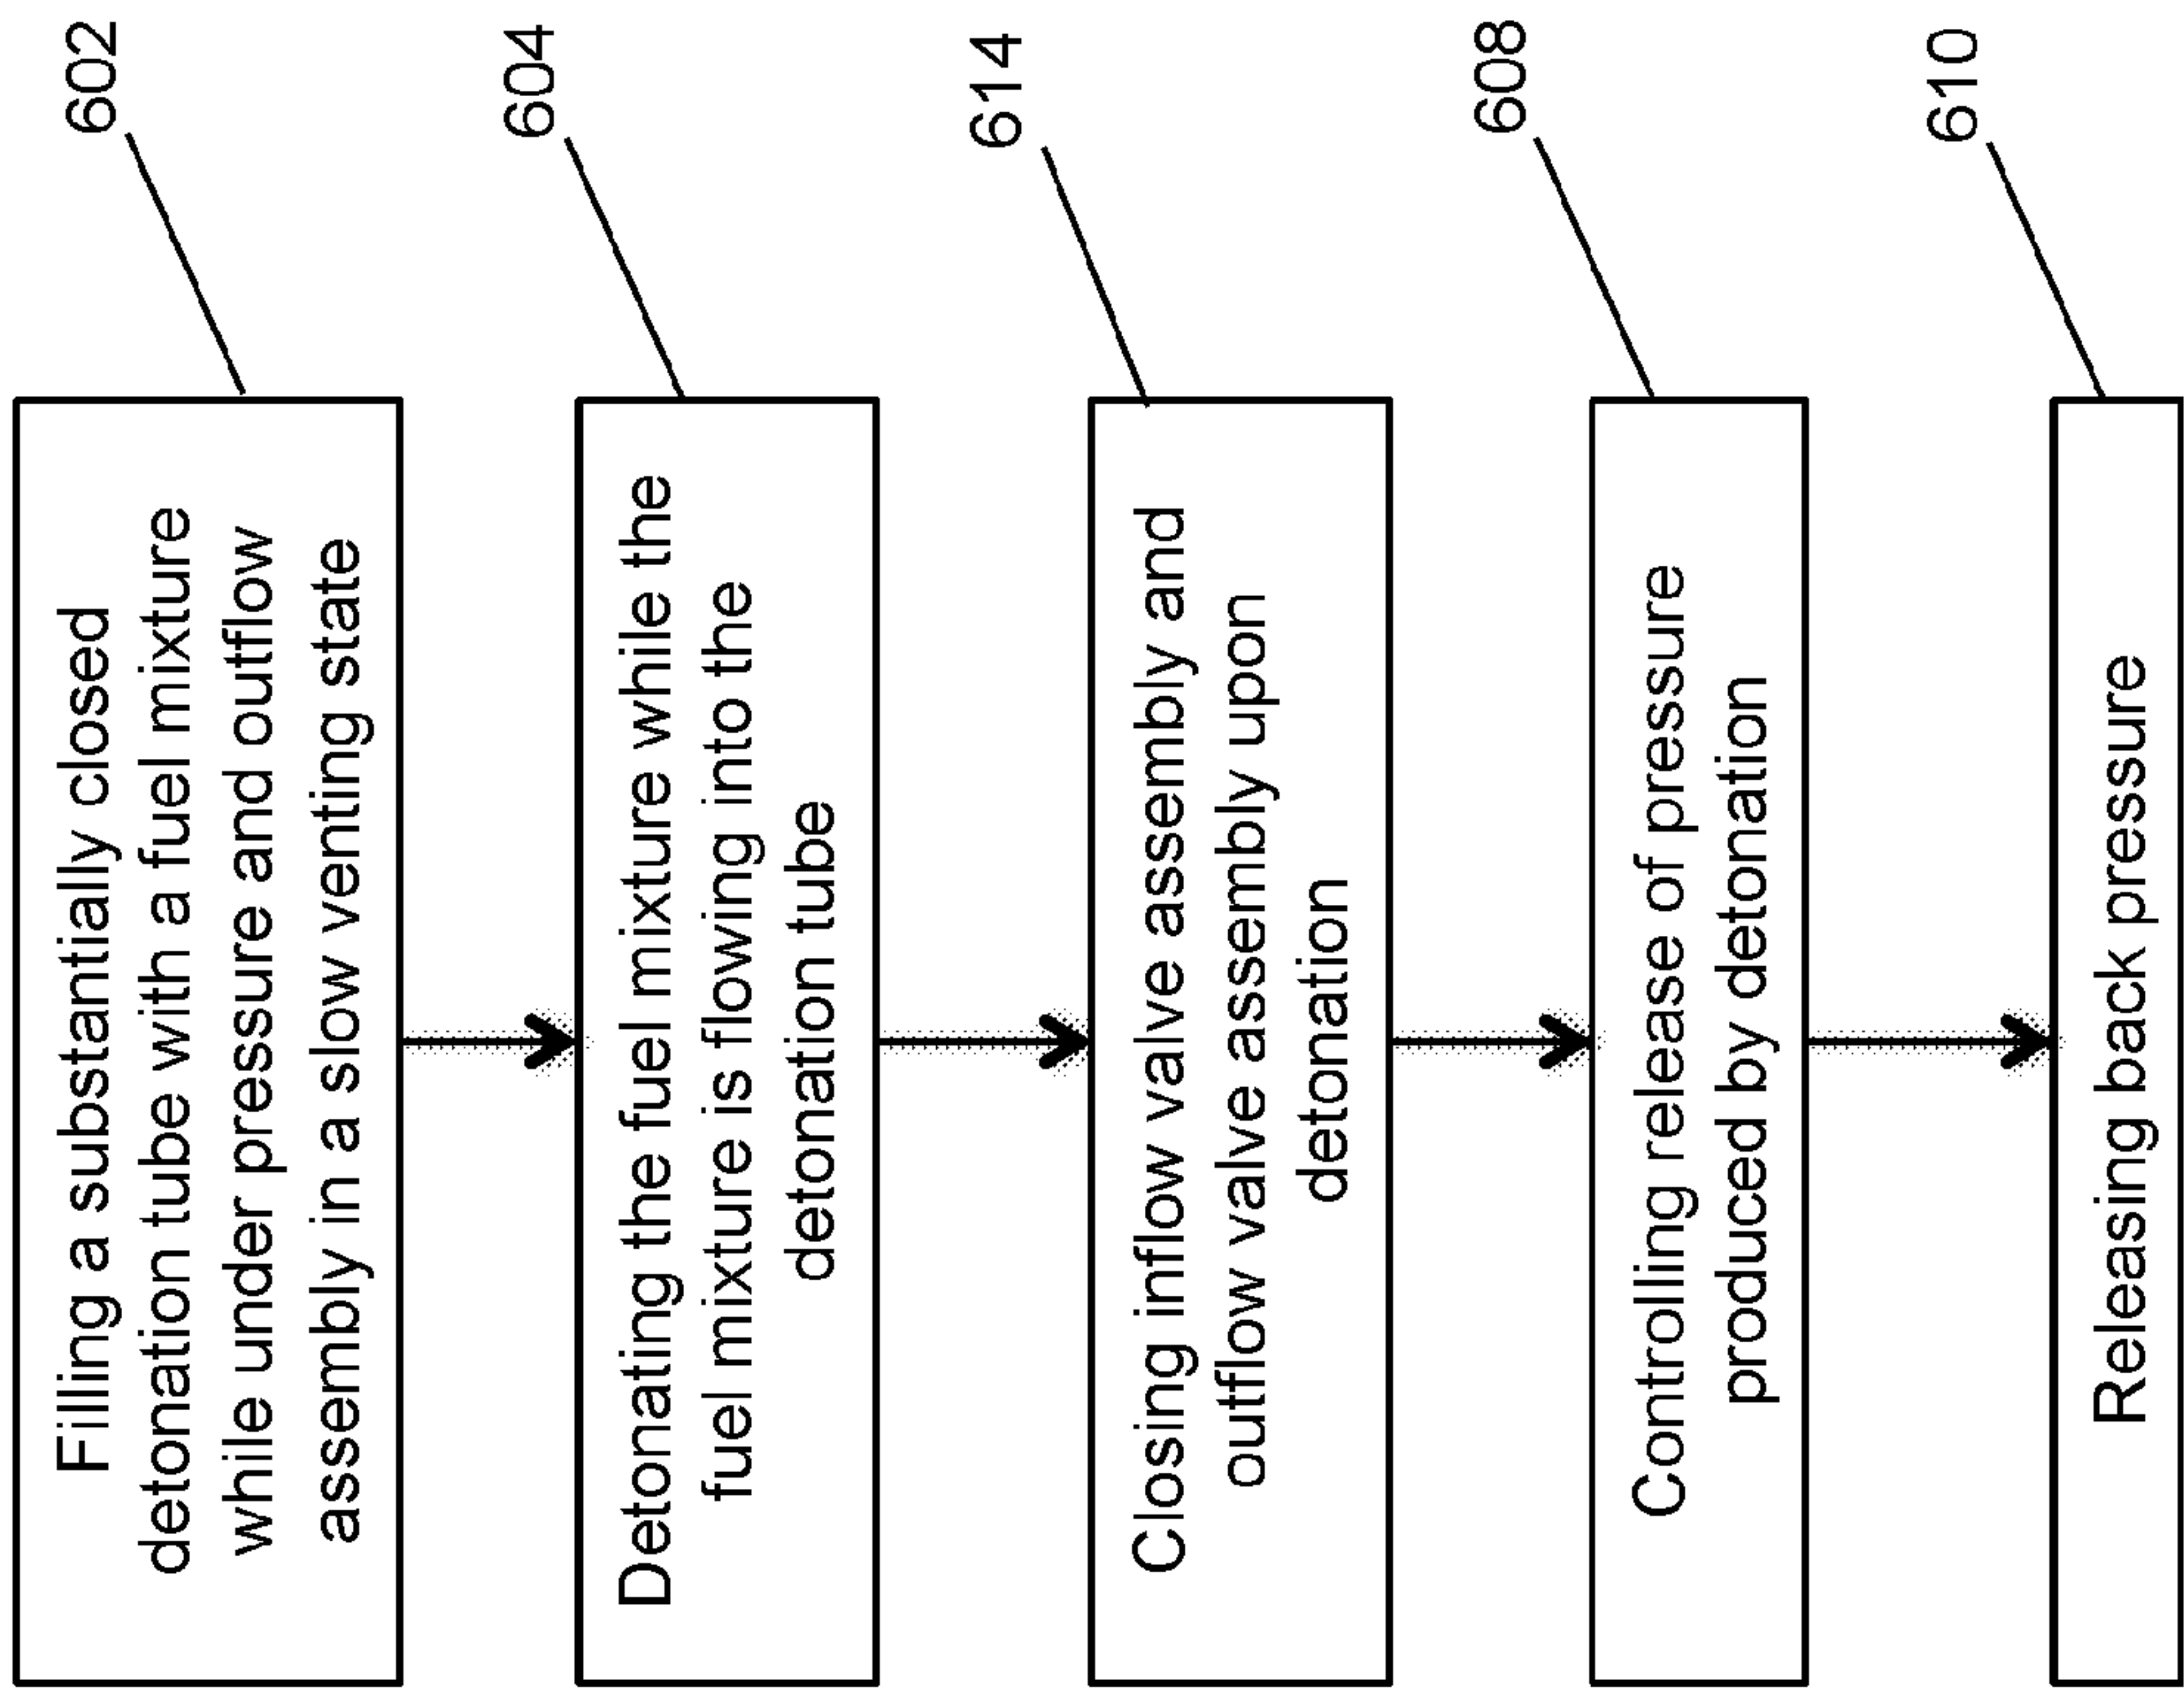 602
Filling a substantially closed
detonation tube with a fuel mixture
while under pressure and outflow
assembly in a slow venting state
604
Detonating the fuel mixture while the
fuel mixture is flowing into the
detonation tube
614
Closing inflow valve assembly and
outflow valve assembly upon
detonation
608
Controlling release of pressure
produced by detonation
610
Releasing back pressure